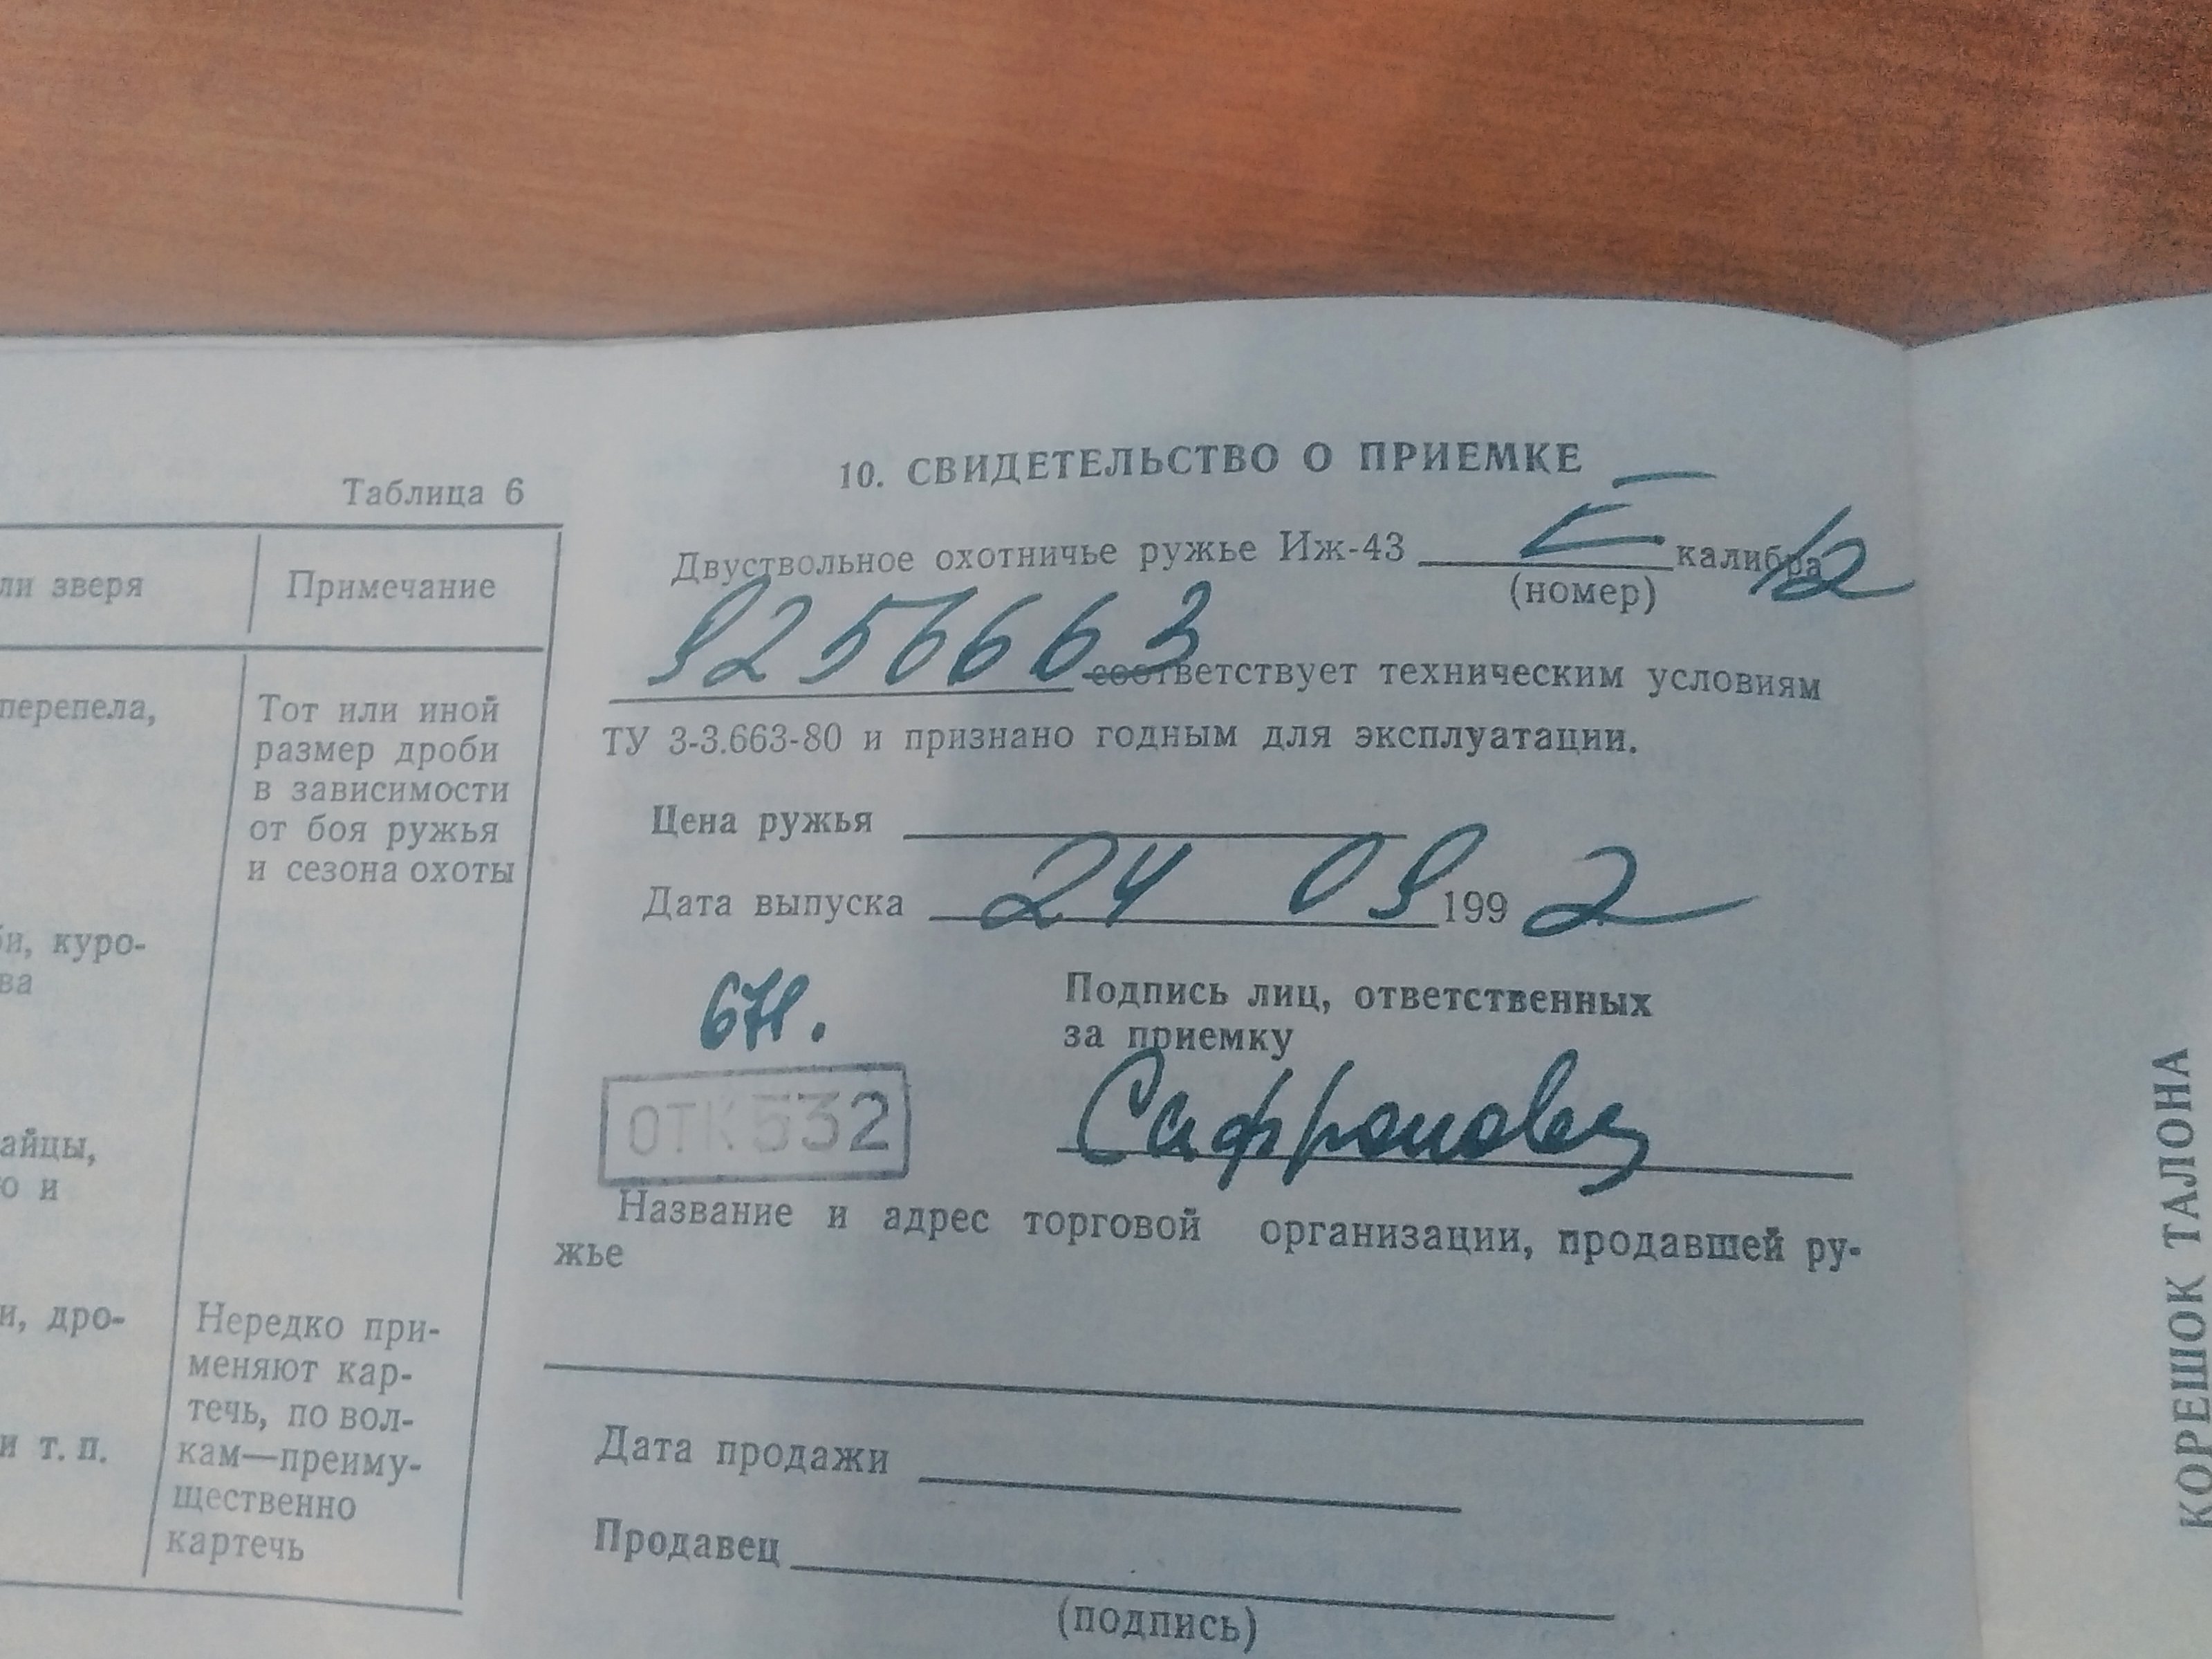 Таблица 6
ли зверя
Примечание
перепела,
Тот или иной
размер дроби
в зависимости
от боя ружья
и сезона охоты
и, куро-
ва
айцы,
о и
и, дро-
Нередко при-
меняют кар-
течь, по вол-
и т. п.
кам—преиму-
щественно
картечь
10. СВИДЕТЕЛЬСТВО О ПРИЕМКЕ
Двуствольное охотничье ружье Иж-43 Е калибра 12
(номер)
9256663 соответствует техническим условиям
ТУ 3-3.663-80 и признано годным для эксплуатации.
Цена ружья
Дата выпуска 24 09 1992
Подпись лиц, ответственных
за приемку
ОТК 532
Сафронова
Название и адрес торговой организации, продавшей ру-
жье
Дата продажи
Продавец
(подпись)
КОРЕШОК ТАЛОНА